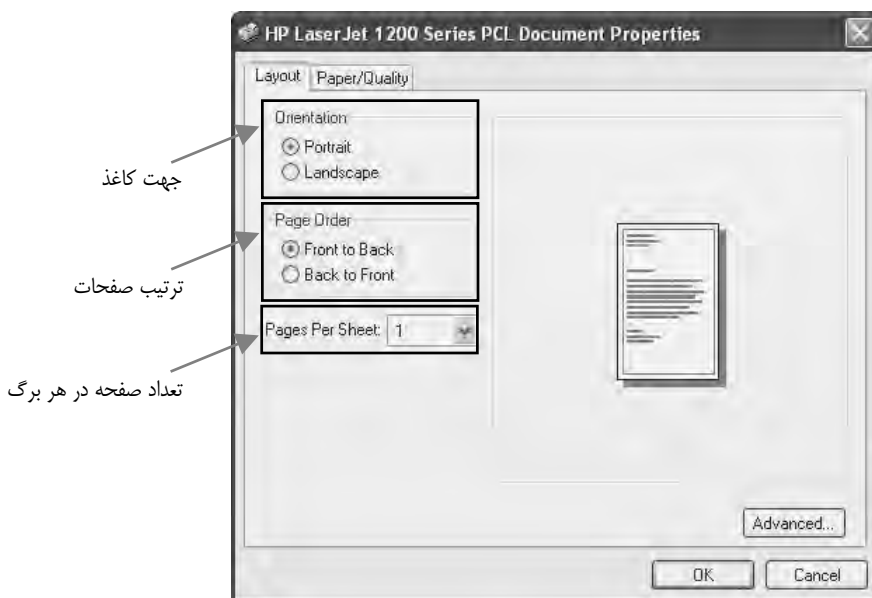 HP LaserJet 1200 Series PCL Document Properties
Layout
Paper/Quality
Orientation
Portrait
Landscape
جهت کاغذ
Page Order
Front to Back
Back to Front
ترتیب صفحات
Pages Per Sheet: 1
تعداد صفحه در هر برگ
Advanced...
OK
Cancel